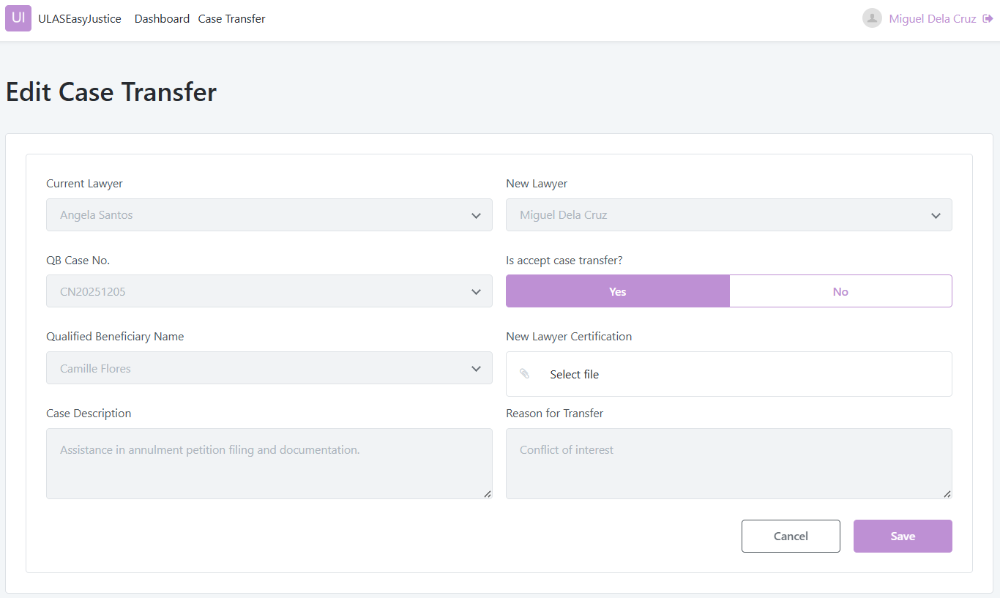 UI ULASEasyJustice Dashboard Case Transfer Miguel Dela Cruz
Edit Case Transfer
Current Lawyer New Lawyer
Angela Santos Miguel Dela Cruz
QB Case No. Is accept case transfer?
CN20251205 Yes No
Qualified Beneficiary Name New Lawyer Certification
Camille Flores Select file
Case Description Reason for Transfer
Assistance in annulment petition filing and documentation. Conflict of interest
Cancel Save